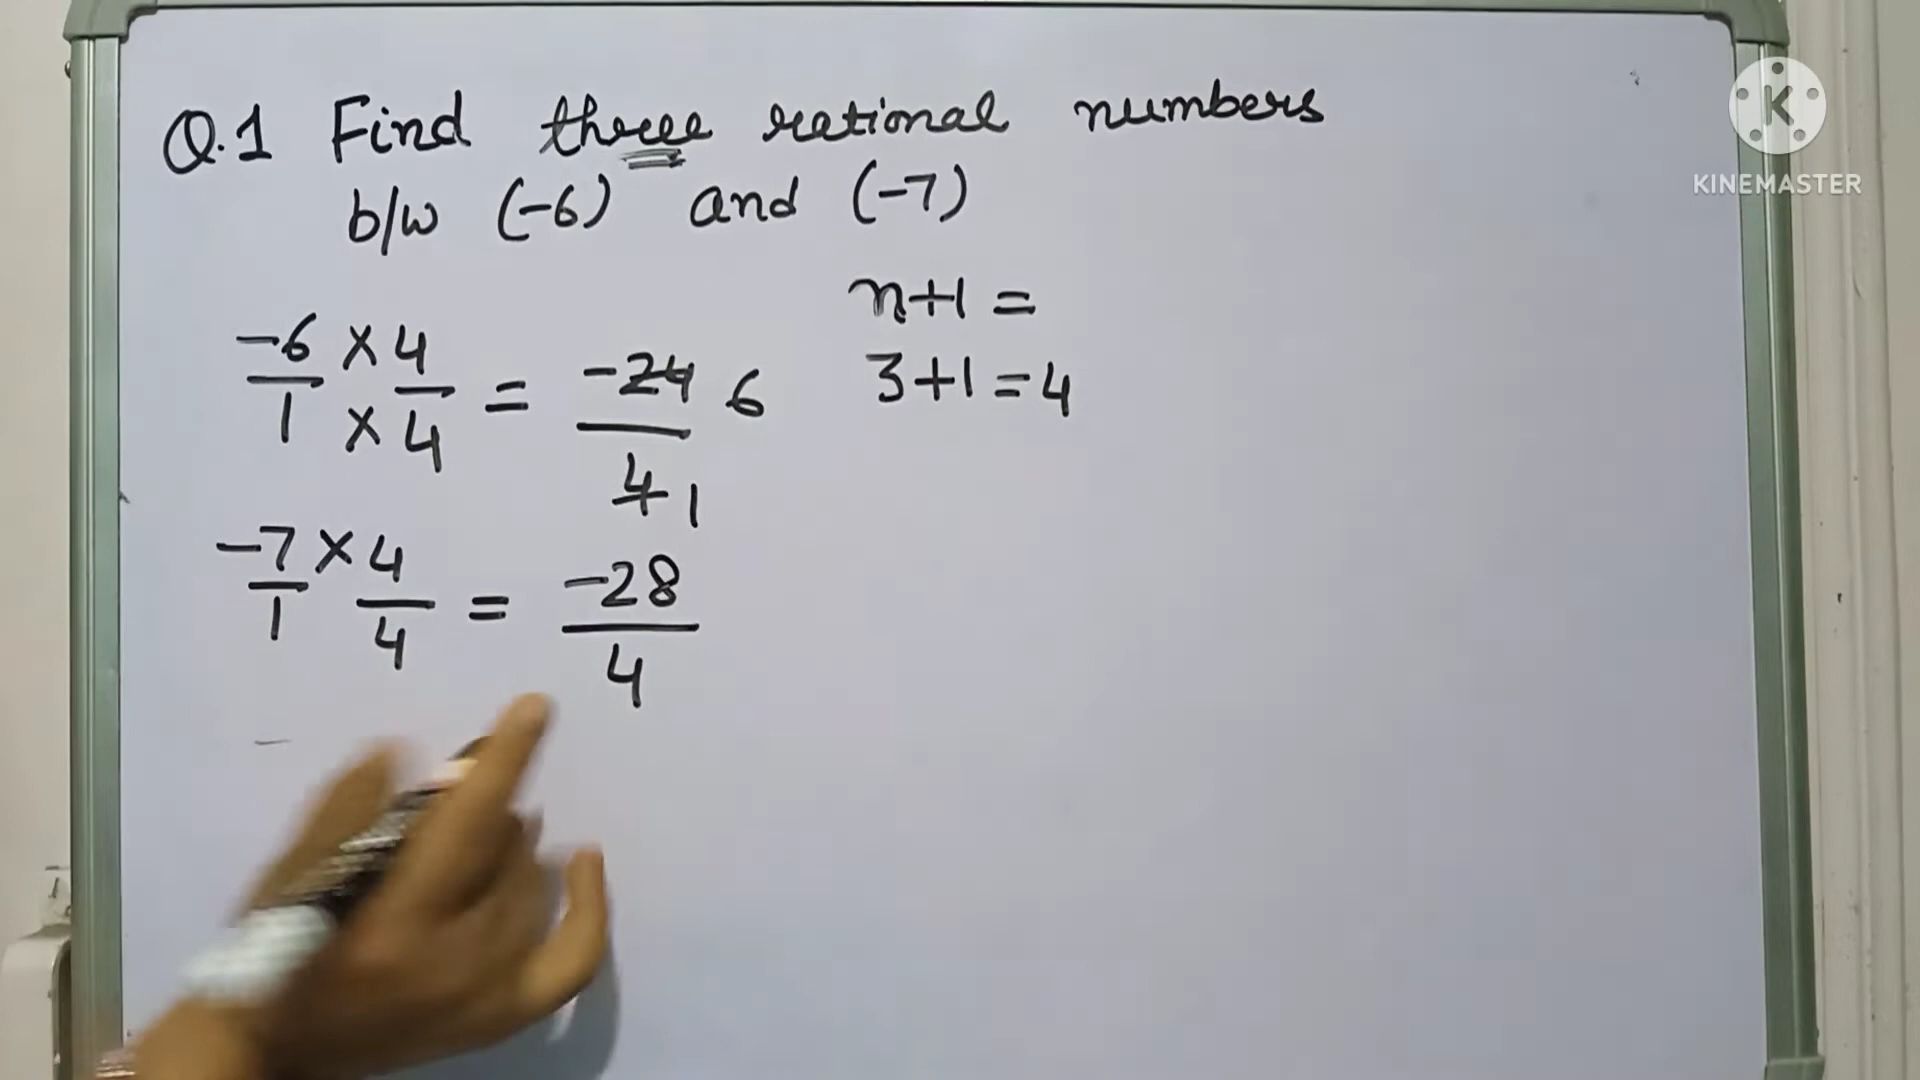 Q.1 Find three rational numbers
b/w (-6) and (-7)
n+1 =
3+1=4
-6/1 × 4/× 4 = -24/4 6/1
-7/1 × 4/4 = -28/4
K
KINEMASTER